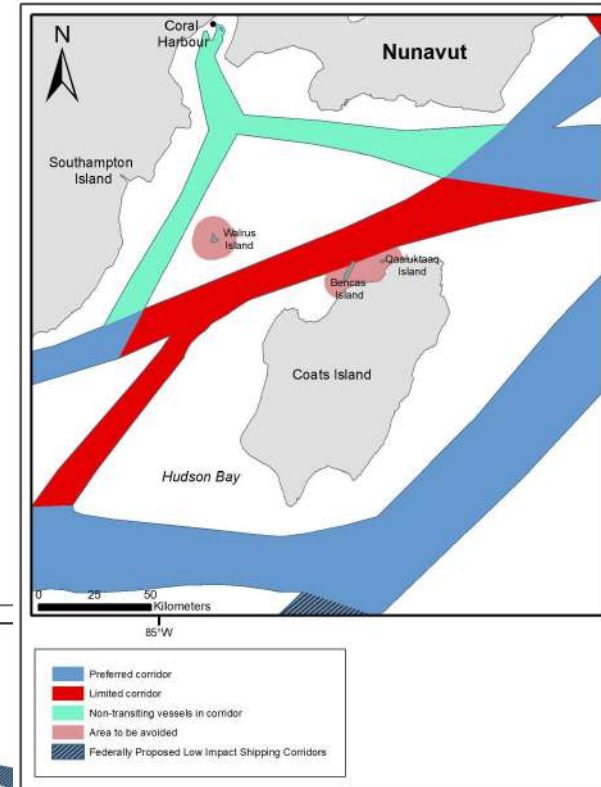 N
Coral
Harbour
Nunavut
Southampton
Island
Walrus
Island
Qasiuktaaq
Island
Bencas
Island
Coats Island
Hudson Bay
0 25 50
Kilometers
85°W
Preferred corridor
Limited corridor
Non-transiting vessels in corridor
Area to be avoided
Federally Proposed Low Impact Shipping Corridors